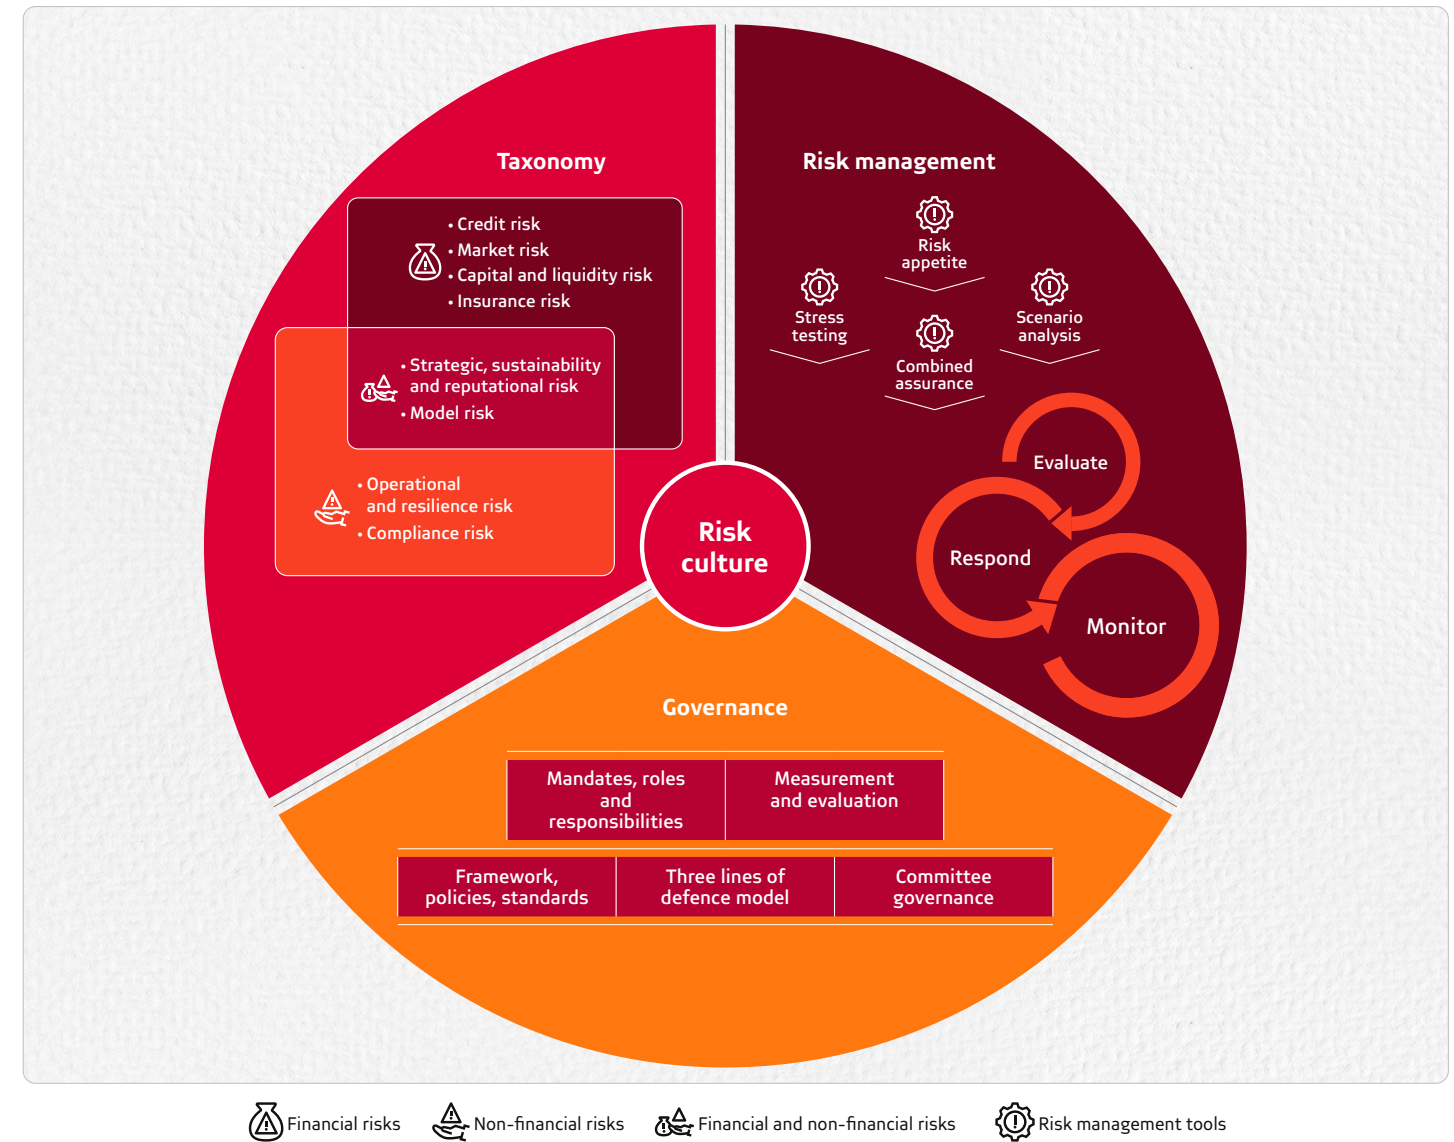 Taxonomy
• Credit risk
• Market risk
• Capital and liquidity risk
• Insurance risk
• Strategic, sustainability
and reputational risk
• Model risk
• Operational
and resilience risk
• Compliance risk
Risk management
Risk
appetite
Stress
testing
Scenario
analysis
Combined
assurance
Evaluate
Respond
Monitor
Risk
culture
Governance
Mandates, roles
and
responsibilities
Measurement
and evaluation
Framework,
policies, standards
Three lines of
defence model
Committee
governance
Financial risks
Non-financial risks
Financial and non-financial risks
Risk management tools